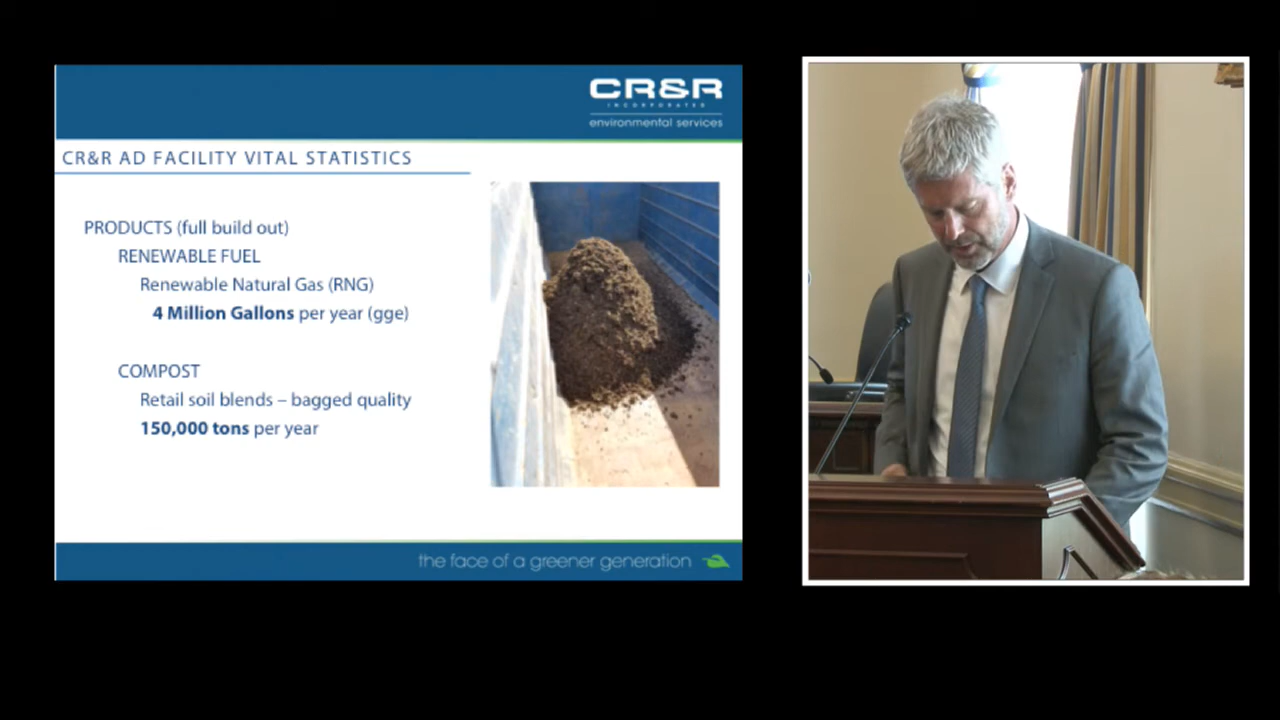 CR&R
INCORPORATED
environmental services
CR&R AD FACILITY VITAL STATISTICS
PRODUCTS (full build out)
RENEWABLE FUEL
Renewable Natural Gas (RNG)
4 Million Gallons per year (gge)
COMPOST
Retail soil blends – bagged quality
150,000 tons per year
the face of a greener generation